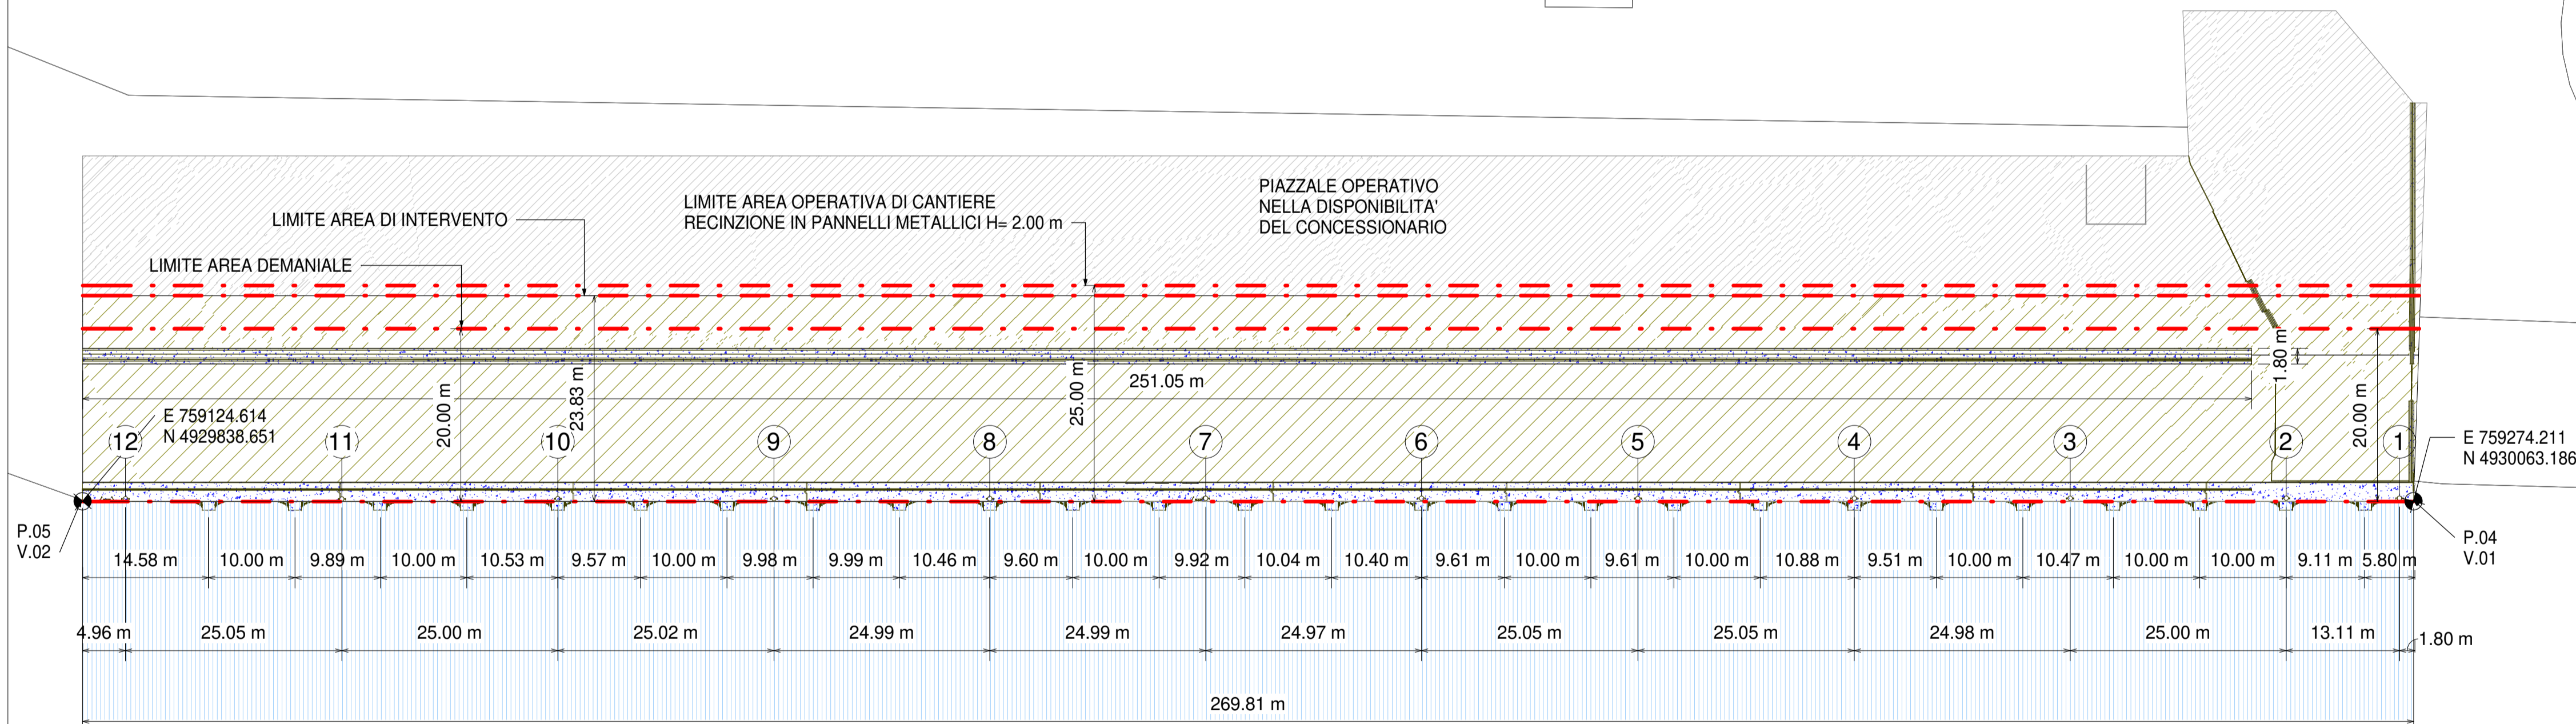 LIMITE AREA OPERATIVA DI CANTIERE
RECINZIONE IN PANNELLI METALLICI H= 2.00 m
PIAZZALE OPERATIVO
NELLA DISPONIBILITA'
DEL CONCESSIONARIO
LIMITE AREA DI INTERVENTO
LIMITE AREA DEMANIALE
20.00 m
23.83 m
25.00 m
251.05 m
1.80 m
20.00 m
E 759124.614
N 4929838.651
12
11
10
9
8
7
6
5
4
3
2
1
E 759274.211
N 4930063.186
P.05
V.02
P.04
V.01
14.58 m
10.00 m
9.89 m
10.00 m
10.53 m
9.57 m
10.00 m
9.98 m
9.99 m
10.46 m
9.60 m
10.00 m
9.92 m
10.04 m
10.40 m
9.61 m
10.00 m
9.61 m
10.00 m
10.88 m
9.51 m
10.00 m
10.47 m
10.00 m
10.00 m
9.11 m
5.80 m
4.96 m
25.05 m
25.00 m
25.02 m
24.99 m
24.99 m
24.97 m
25.05 m
25.05 m
24.98 m
25.00 m
13.11 m
1.80 m
269.81 m